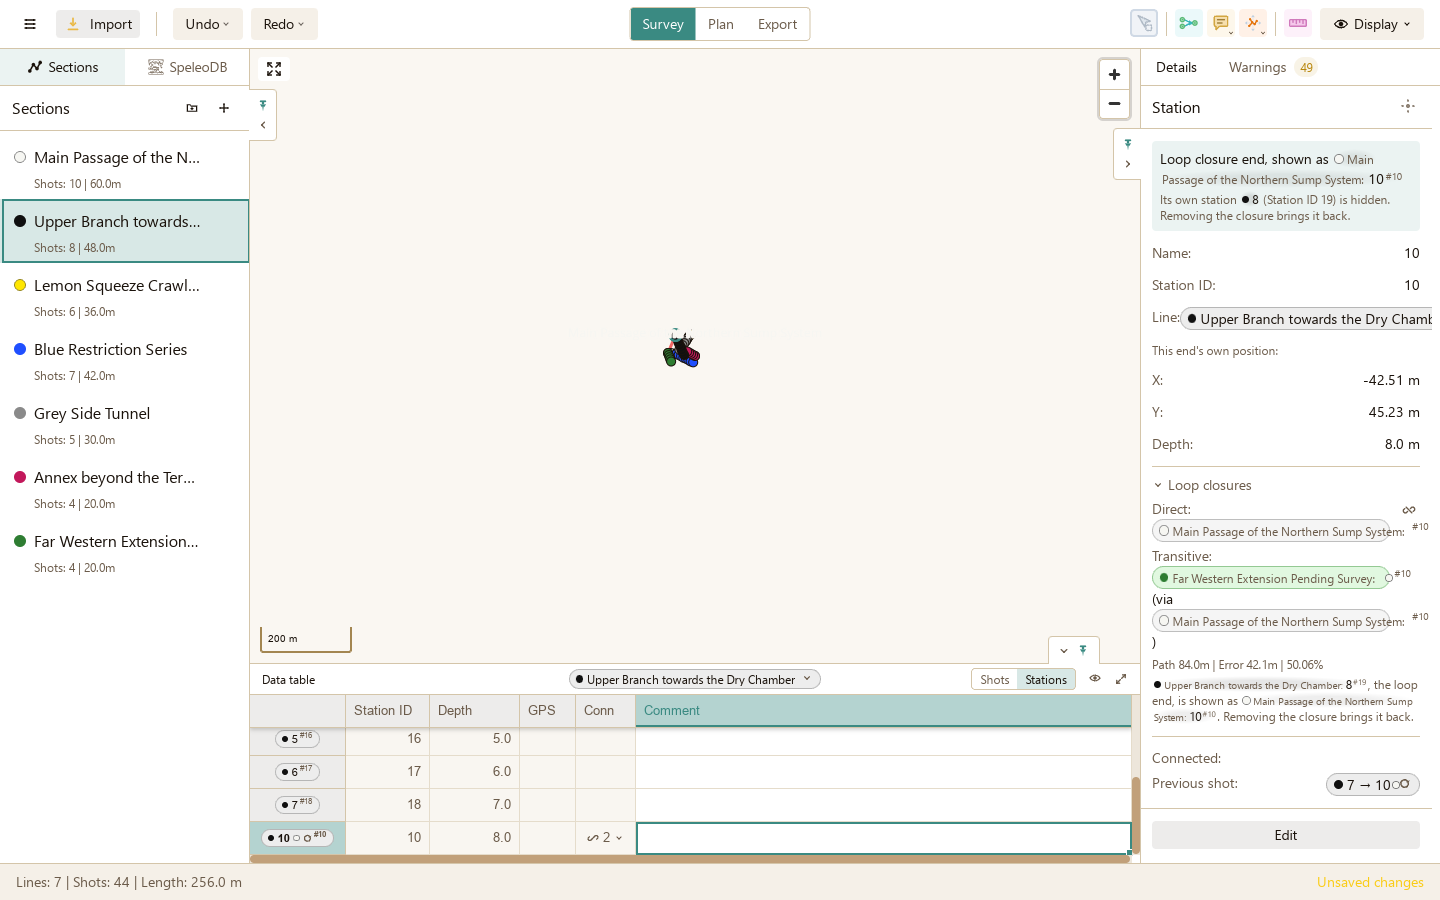 Import
Undo
Redo
Survey
Plan
Export
Display
Sections
SpeleoDB
Details
Warnings 49
Sections
Station
Main Passage of the N...
Shots: 10 | 60.0m
Upper Branch towards...
Shots: 8 | 48.0m
Lemon Squeeze Crawl...
Shots: 6 | 36.0m
Blue Restriction Series
Shots: 7 | 42.0m
Grey Side Tunnel
Shots: 5 | 30.0m
Annex beyond the Ter...
Shots: 4 | 20.0m
Far Western Extension...
Shots: 4 | 20.0m
200 m
Loop closure end, shown as Main
Passage of the Northern Sump System: 10 #10
Its own station 8 (Station ID 19) is hidden.
Removing the closure brings it back.
Name: 10
Station ID: 10
Line: Upper Branch towards the Dry Chamb
This end's own position:
X: -42.51 m
Y: 45.23 m
Depth: 8.0 m
Loop closures
Direct:
Main Passage of the Northern Sump System: #10
Transitive:
Far Western Extension Pending Survey: #10
(via
Main Passage of the Northern Sump System: #10
)
Path 84.0m | Error 42.1m | 50.06%
Upper Branch towards the Dry Chamber: 8 #19, the loop
end, is shown as Main Passage of the Northern Sump
System: 10 #10. Removing the closure brings it back.
Connected:
Previous shot: 7 → 10
Edit
Data table
Upper Branch towards the Dry Chamber
Shots
Stations
Station ID Depth GPS Conn Comment
5 #16 16 5.0
6 #17 17 6.0
7 #18 18 7.0
10 #10 10 8.0 2
Lines: 7 | Shots: 44 | Length: 256.0 m
Unsaved changes